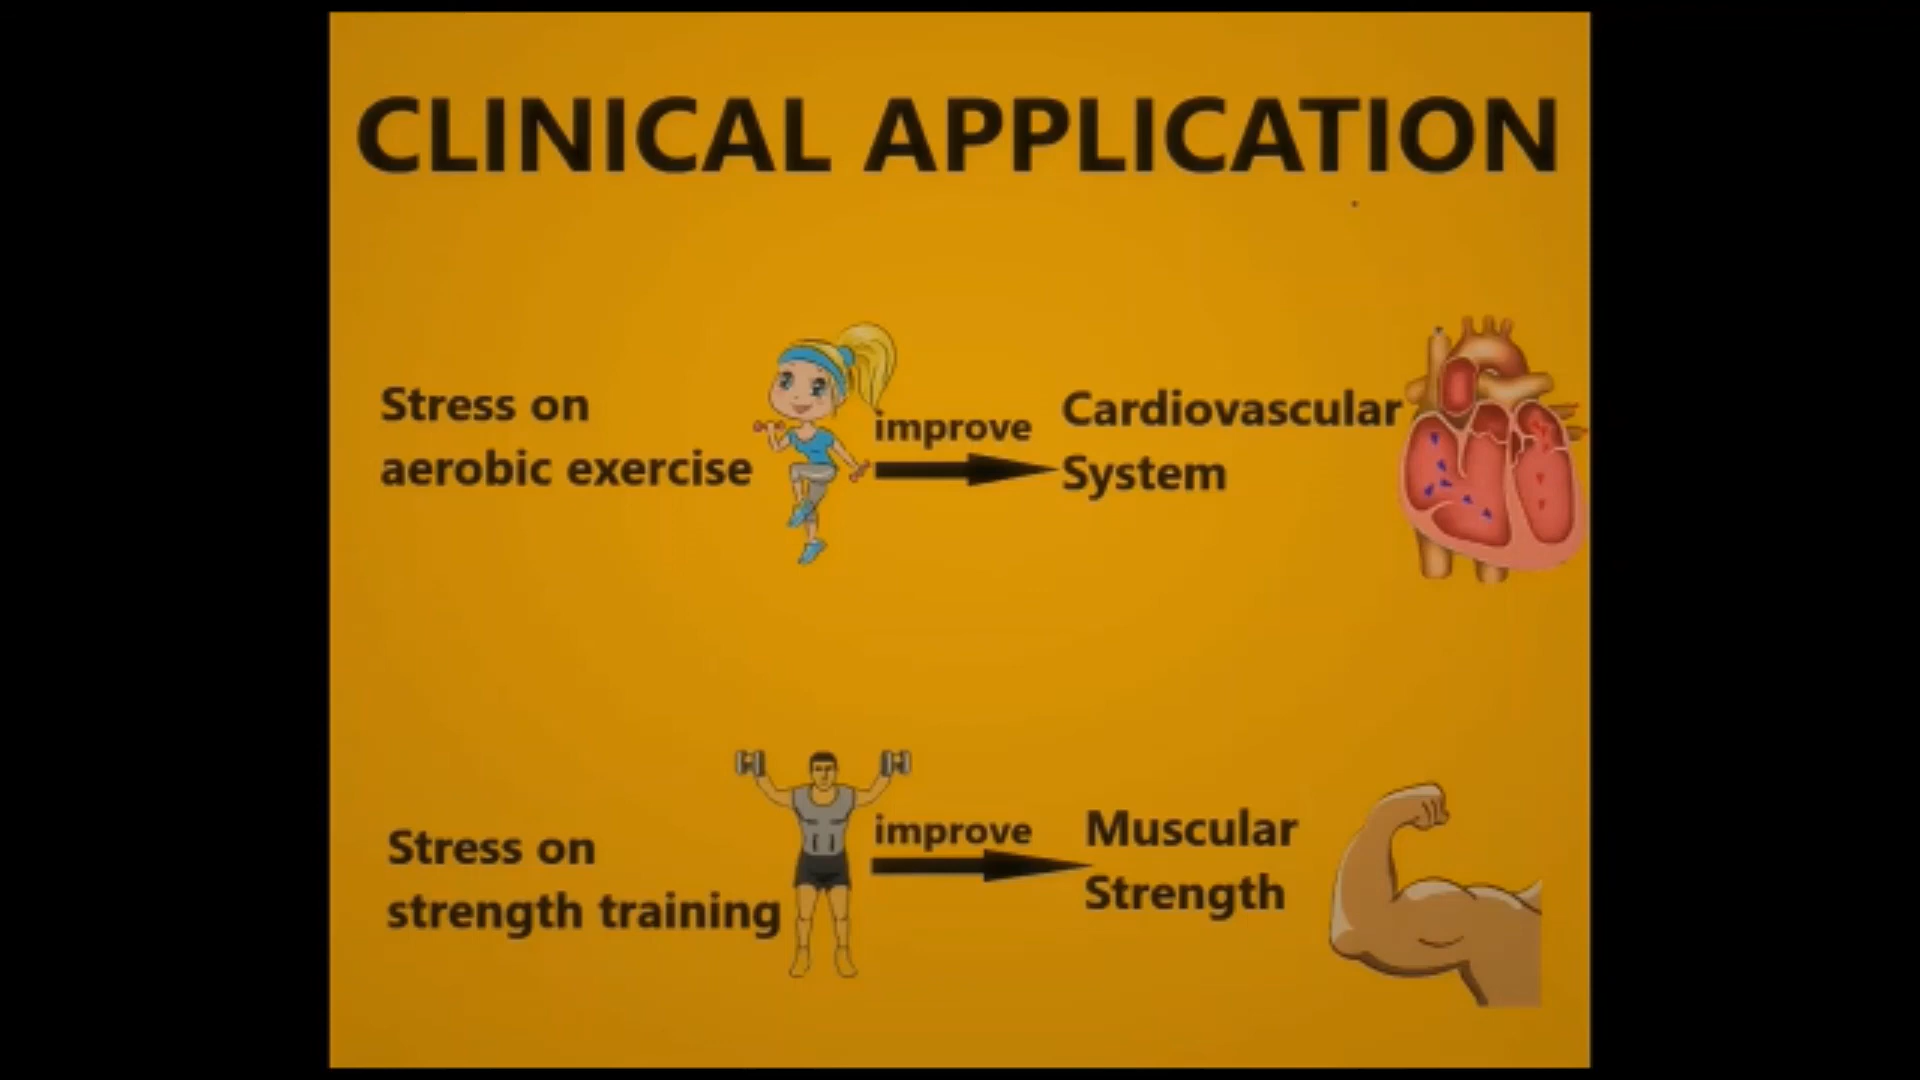 CLINICAL APPLICATION
Stress on
aerobic exercise
improve
Cardiovascular
System
Stress on
strength training
improve
Muscular
Strength